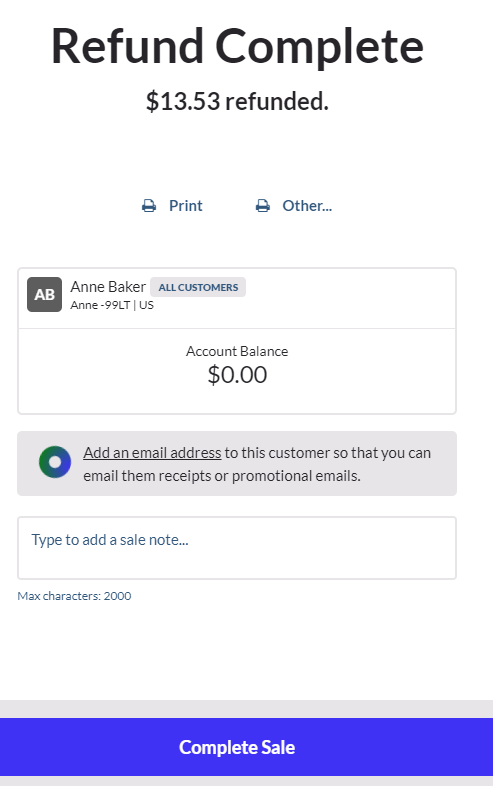 Refund Complete
$13.53 refunded.
Print Other...
AB Anne Baker ALL CUSTOMERS
Anne -99LT | US
Account Balance
$0.00
Add an email address to this customer so that you can
email them receipts or promotional emails.
Type to add a sale note...
Max characters: 2000
Complete Sale